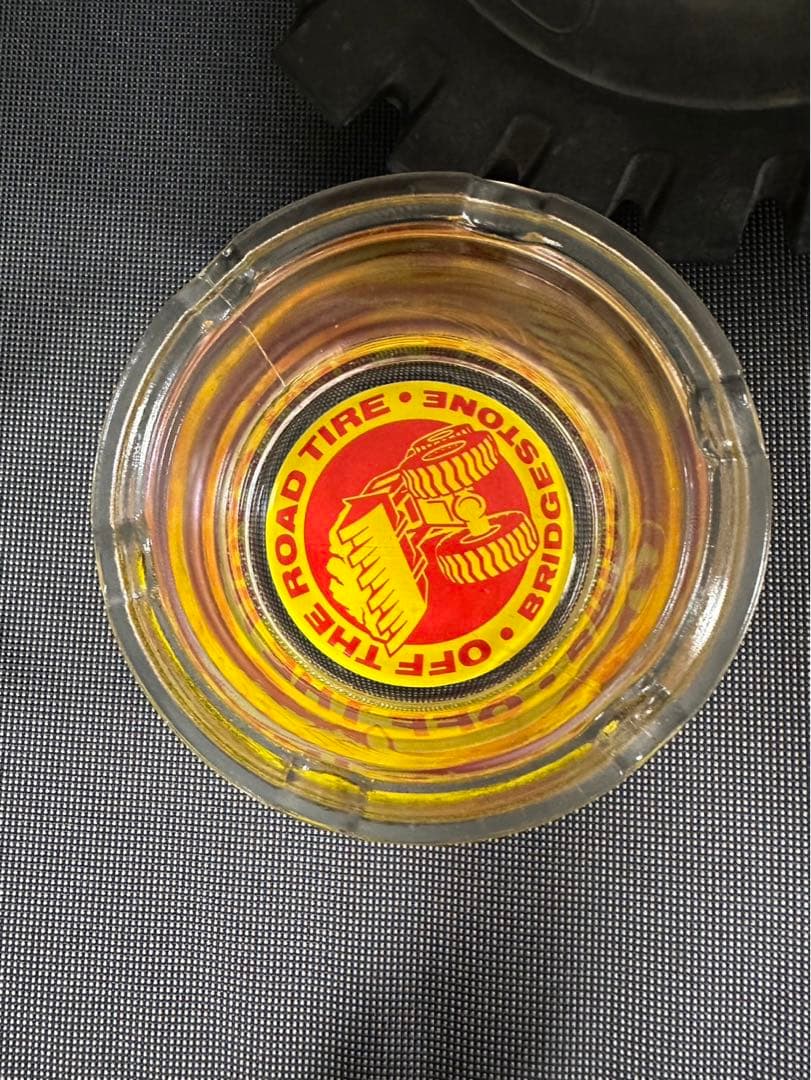 OFF THE ROAD TIRE • BRIDGESTONE •